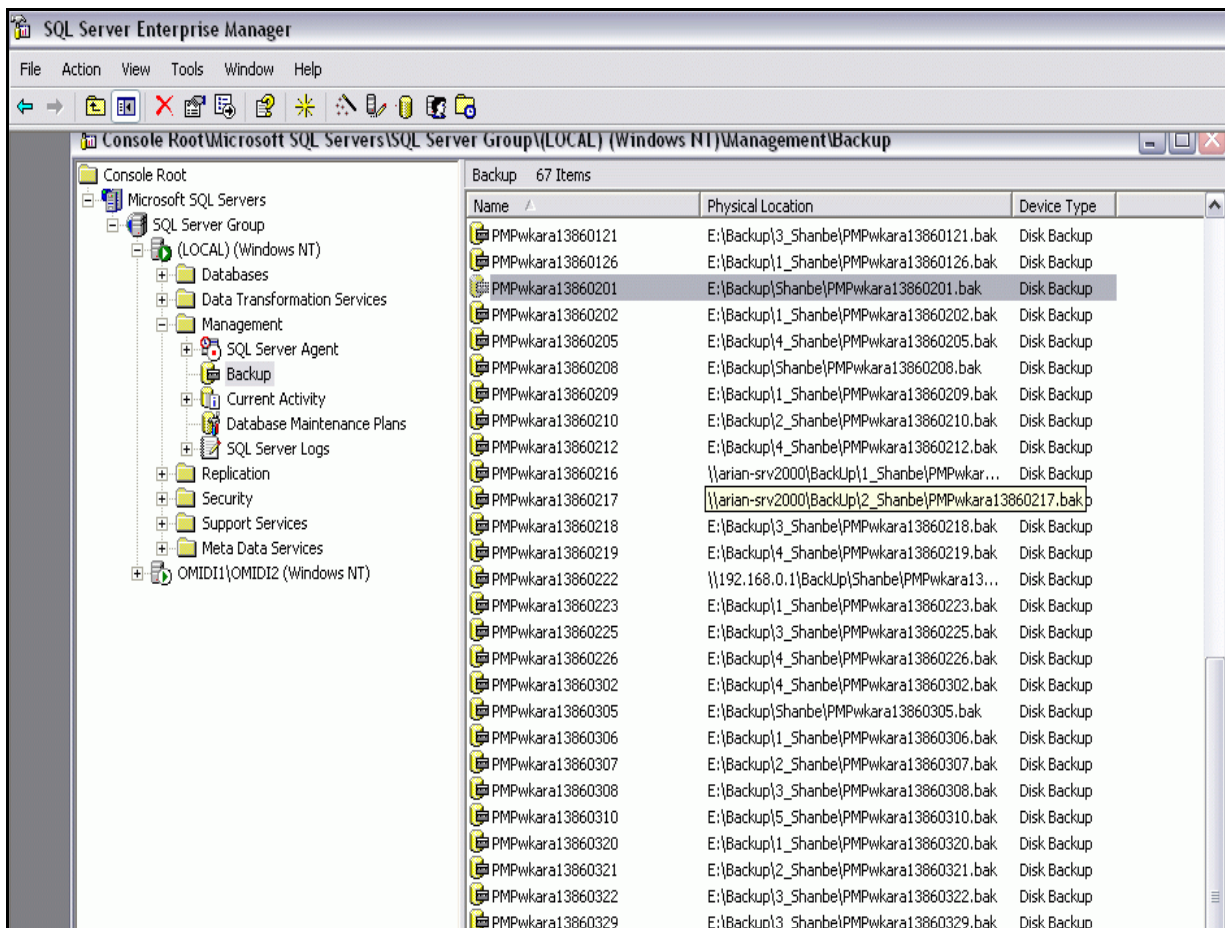 SQL Server Enterprise Manager
File Action View Tools Window Help
Console Root\Microsoft SQL Servers\SQL Server Group\(LOCAL) (Windows NT)\Management\Backup
Console Root
Microsoft SQL Servers
SQL Server Group
(LOCAL) (Windows NT)
Databases
Data Transformation Services
Management
SQL Server Agent
Backup
Current Activity
Database Maintenance Plans
SQL Server Logs
Replication
Security
Support Services
Meta Data Services
OMIDI1\OMIDI2 (Windows NT)
Backup 67 Items
Name Physical Location Device Type
PMPwkara13860121 E:\Backup\3_Shanbe\PMPwkara13860121.bak Disk Backup
PMPwkara13860126 E:\Backup\1_Shanbe\PMPwkara13860126.bak Disk Backup
PMPwkara13860201 E:\Backup\Shanbe\PMPwkara13860201.bak Disk Backup
PMPwkara13860202 E:\Backup\1_Shanbe\PMPwkara13860202.bak Disk Backup
PMPwkara13860205 E:\Backup\4_Shanbe\PMPwkara13860205.bak Disk Backup
PMPwkara13860208 E:\Backup\Shanbe\PMPwkara13860208.bak Disk Backup
PMPwkara13860209 E:\Backup\1_Shanbe\PMPwkara13860209.bak Disk Backup
PMPwkara13860210 E:\Backup\2_Shanbe\PMPwkara13860210.bak Disk Backup
PMPwkara13860212 E:\Backup\4_Shanbe\PMPwkara13860212.bak Disk Backup
PMPwkara13860216 \\arian-srv2000\BackUp\1_Shanbe\PMPwkar... Disk Backup
PMPwkara13860217 \\arian-srv2000\BackUp\2_Shanbe\PMPwkara13860217.bak
PMPwkara13860218 E:\Backup\3_Shanbe\PMPwkara13860218.bak Disk Backup
PMPwkara13860219 E:\Backup\4_Shanbe\PMPwkara13860219.bak Disk Backup
PMPwkara13860222 \\192.168.0.1\BackUp\Shanbe\PMPwkara13... Disk Backup
PMPwkara13860223 E:\Backup\1_Shanbe\PMPwkara13860223.bak Disk Backup
PMPwkara13860225 E:\Backup\3_Shanbe\PMPwkara13860225.bak Disk Backup
PMPwkara13860226 E:\Backup\4_Shanbe\PMPwkara13860226.bak Disk Backup
PMPwkara13860302 E:\Backup\4_Shanbe\PMPwkara13860302.bak Disk Backup
PMPwkara13860305 E:\Backup\Shanbe\PMPwkara13860305.bak Disk Backup
PMPwkara13860306 E:\Backup\1_Shanbe\PMPwkara13860306.bak Disk Backup
PMPwkara13860307 E:\Backup\2_Shanbe\PMPwkara13860307.bak Disk Backup
PMPwkara13860308 E:\Backup\3_Shanbe\PMPwkara13860308.bak Disk Backup
PMPwkara13860310 E:\Backup\5_Shanbe\PMPwkara13860310.bak Disk Backup
PMPwkara13860320 E:\Backup\1_Shanbe\PMPwkara13860320.bak Disk Backup
PMPwkara13860321 E:\Backup\2_Shanbe\PMPwkara13860321.bak Disk Backup
PMPwkara13860322 E:\Backup\3_Shanbe\PMPwkara13860322.bak Disk Backup
PMPwkara13860329 E:\Backup\3_Shanbe\PMPwkara13860329.bak Disk Backup